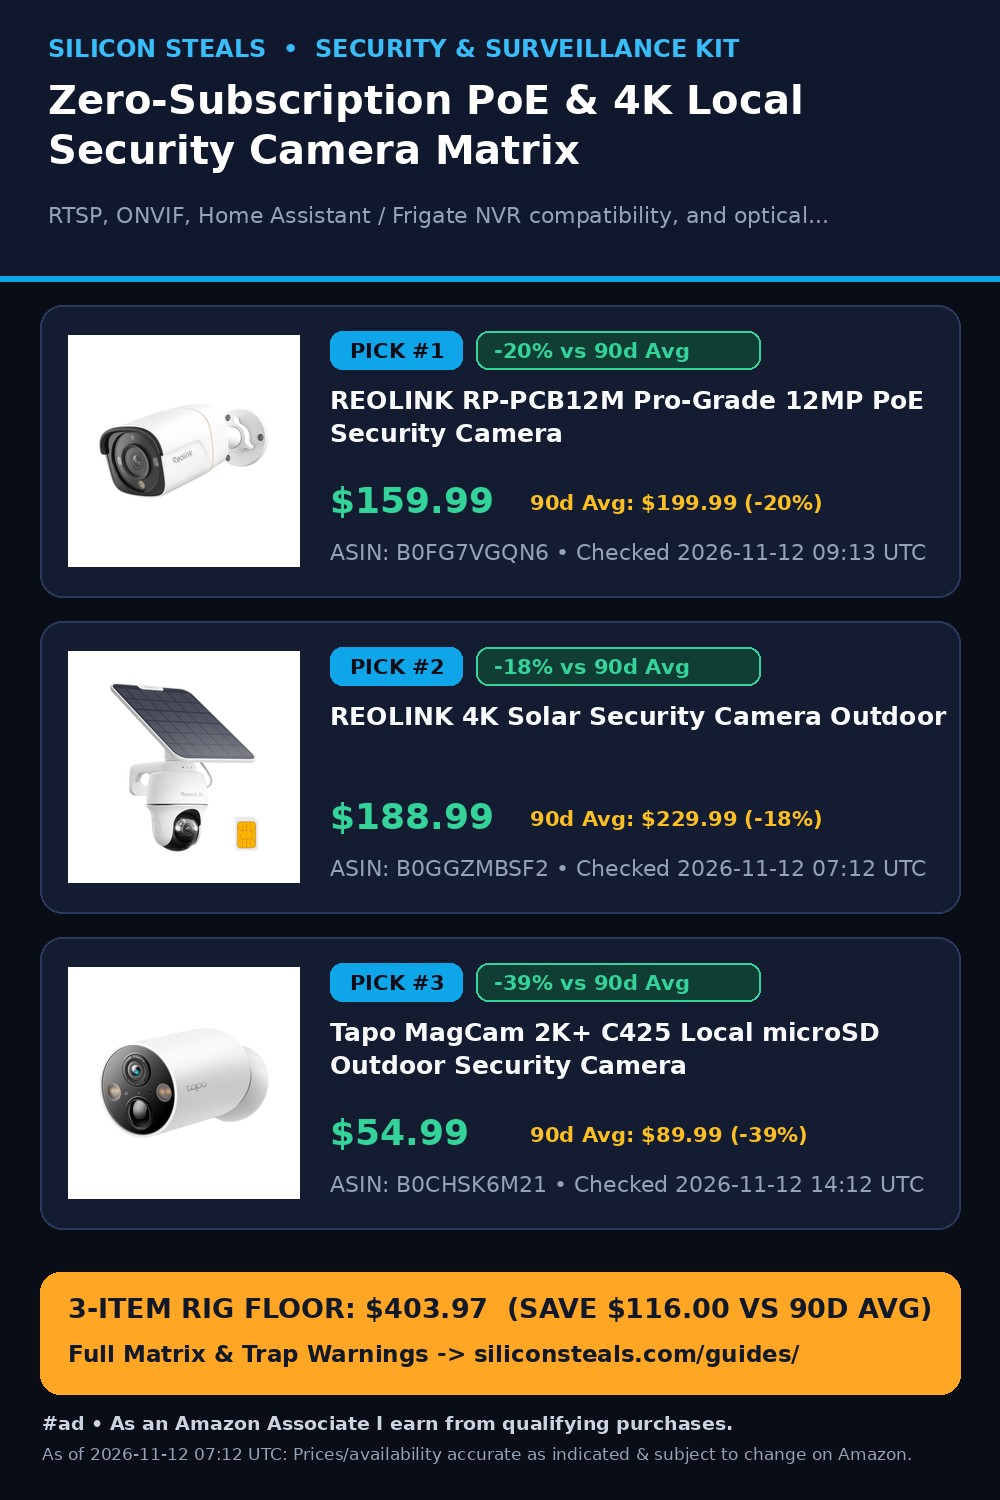 SILICON STEALS • SECURITY & SURVEILLANCE KIT
Zero-Subscription PoE & 4K Local
Security Camera Matrix
RTSP, ONVIF, Home Assistant / Frigate NVR compatibility, and optical...
PICK #1
-20% vs 90d Avg
REOLINK RP-PCB12M Pro-Grade 12MP PoE
Security Camera
$159.99 90d Avg: $199.99 (-20%)
ASIN: B0FG7VGQN6 • Checked 2026-11-12 09:13 UTC
Reolink
PICK #2
-18% vs 90d Avg
REOLINK 4K Solar Security Camera Outdoor
$188.99 90d Avg: $229.99 (-18%)
ASIN: B0GGZMBSF2 • Checked 2026-11-12 07:12 UTC
PICK #3
-39% vs 90d Avg
Tapo MagCam 2K+ C425 Local microSD
Outdoor Security Camera
$54.99 90d Avg: $89.99 (-39%)
ASIN: B0CHSK6M21 • Checked 2026-11-12 14:12 UTC
tapo
3-ITEM RIG FLOOR: $403.97 (SAVE $116.00 VS 90D AVG)
Full Matrix & Trap Warnings -> siliconsteals.com/guides/
#ad • As an Amazon Associate I earn from qualifying purchases.
As of 2026-11-12 07:12 UTC: Prices/availability accurate as indicated & subject to change on Amazon.